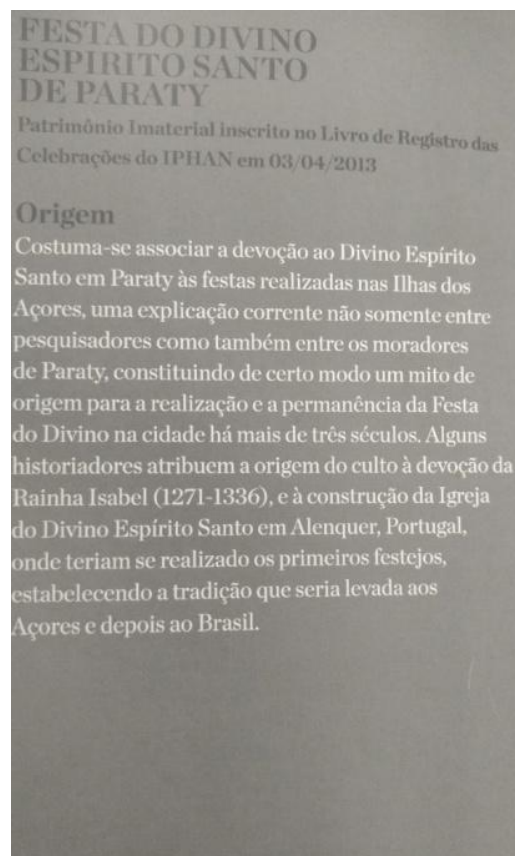 FESTA DO DIVINO
ESPIRITO SANTO
DE PARATY
Patrimônio Imaterial inscrito no Livro de Registro das
Celebrações do IPHAN em 03/04/2013
Origem
Costuma-se associar a devoção ao Divino Espírito
Santo em Paraty às festas realizadas nas Ilhas dos
Açores, uma explicação corrente não somente entre
pesquisadores como também entre os moradores
de Paraty, constituindo de certo modo um mito de
origem para a realização e a permanência da Festa
do Divino na cidade há mais de três séculos. Alguns
historiadores atribuem a origem do culto à devoção da
Rainha Isabel (1271-1336), e à construção da Igreja
do Divino Espírito Santo em Alenquer, Portugal,
onde teriam se realizado os primeiros festejos,
estabelecendo a tradição que seria levada aos
Açores e depois ao Brasil.